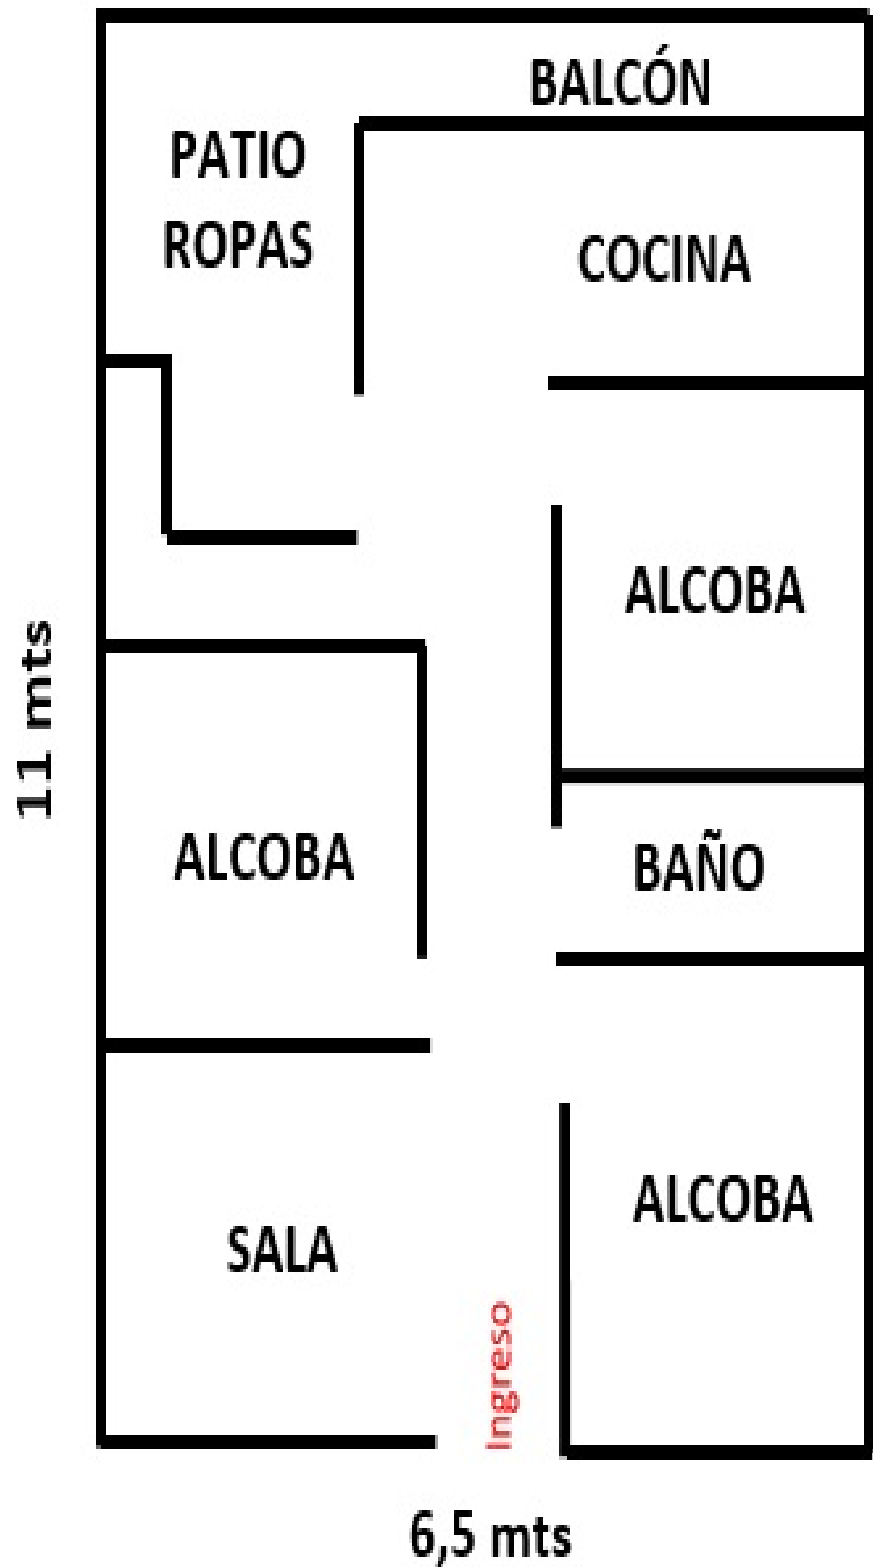 BALCÓN
PATIO
ROPAS
COCINA
ALCOBA
11 mts
ALCOBA
BAÑO
ALCOBA
SALA
Ingreso
6,5 mts